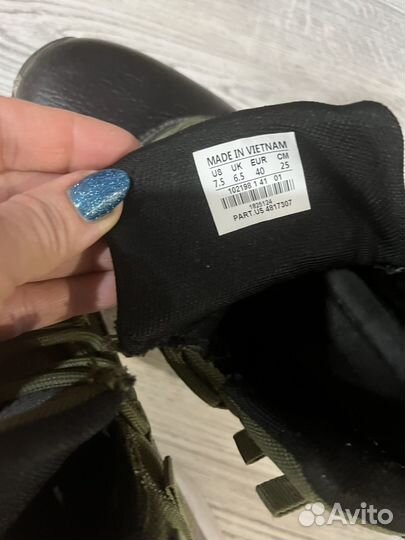 MADE IN VIETNAM
US UK EUR CM
7.5 6.5 40 25
102198 1 41 01
1825124
PART.US 4817307
Avito